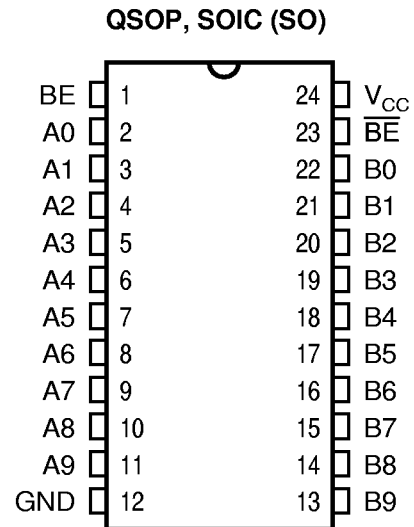 QSOP, SOIC (SO)
BE 1 24 VCC
A0 2 23 B̅E̅
A1 3 22 B0
A2 4 21 B1
A3 5 20 B2
A4 6 19 B3
A5 7 18 B4
A6 8 17 B5
A7 9 16 B6
A8 10 15 B7
A9 11 14 B8
GND 12 13 B9